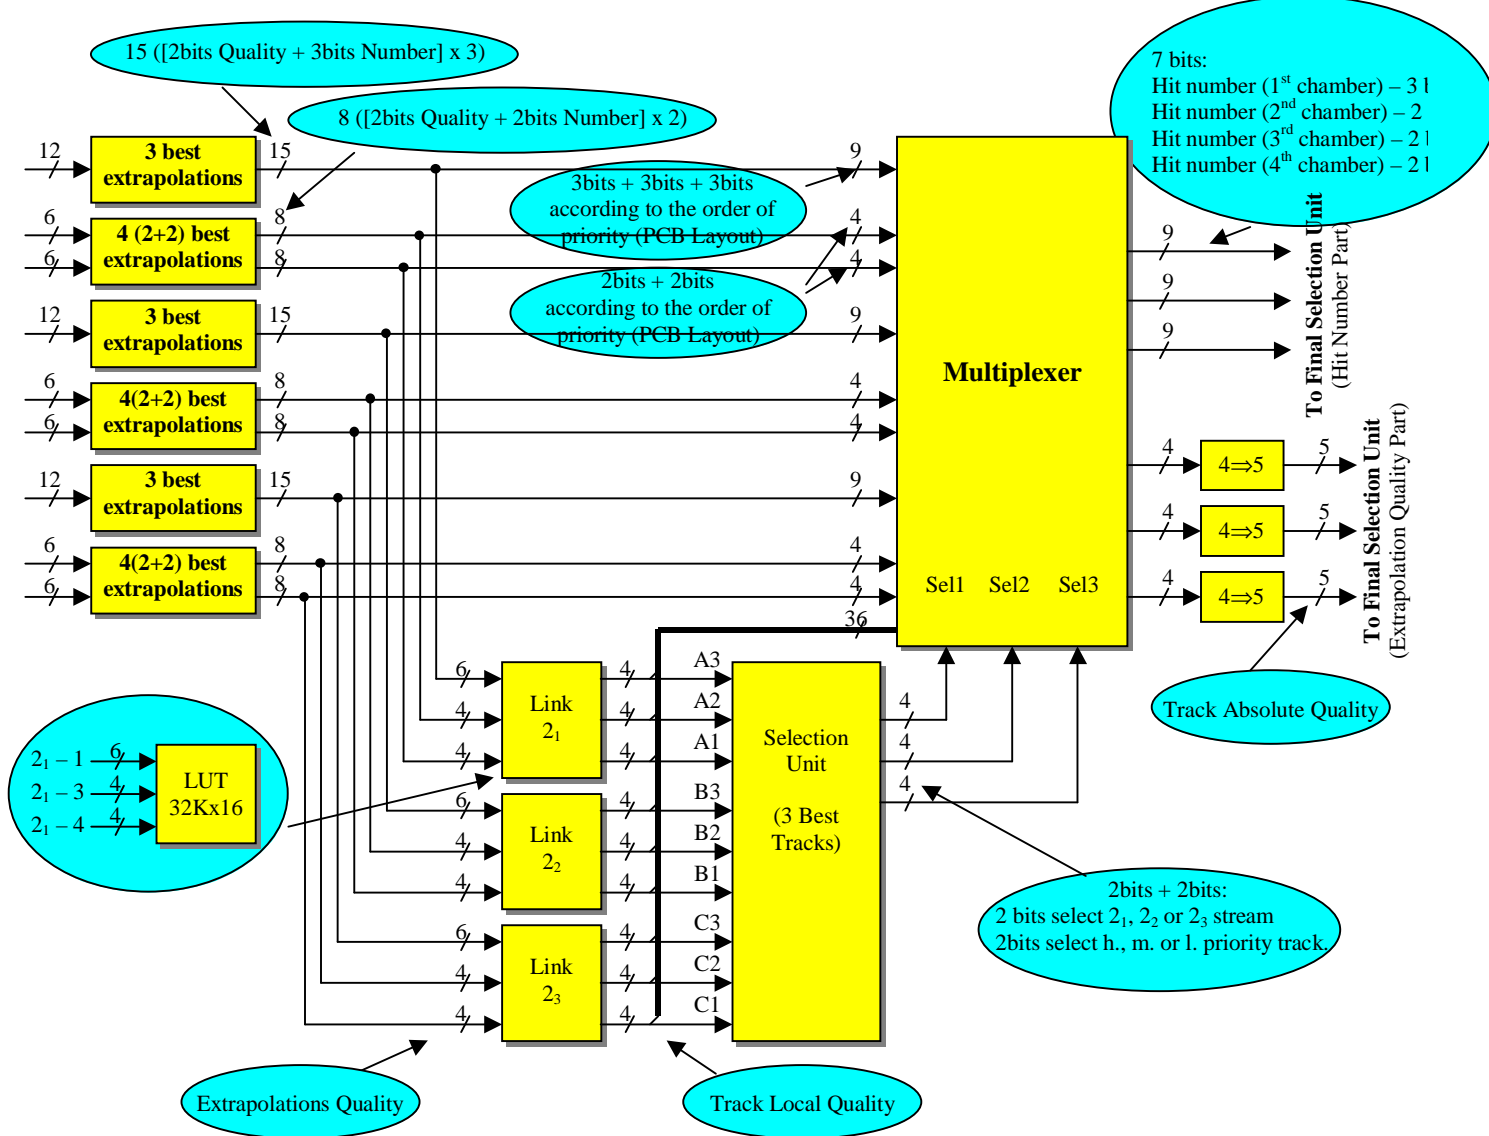 15 ([2bits Quality + 3bits Number] x 3)
8 ([2bits Quality + 2bits Number] x 2)
7 bits:
Hit number (1st chamber) – 3
Hit number (2nd chamber) – 2
Hit number (3rd chamber) – 2
Hit number (4th chamber) – 2
12
3 best
extrapolations
15
9
3bits + 3bits + 3bits
according to the order of
priority (PCB Layout)
6
6
4 (2+2) best
extrapolations
8
8
4
4
2bits + 2bits
according to the order of
priority (PCB Layout)
12
3 best
extrapolations
15
9
6
6
4(2+2) best
extrapolations
8
8
4
4
12
3 best
extrapolations
15
9
6
6
4(2+2) best
extrapolations
8
8
4
4
36
Multiplexer
Sel1 Sel2 Sel3
9
9
9
To Final Selection Unit
(Hit Number Part)
4
4⇒5
5
4
4⇒5
5
4
4⇒5
5
To Final Selection Unit
(Extrapolation Quality Part)
Track Absolute Quality
6
4
4
Link
21
4
4
4
A3
A2
A1
6
4
4
Link
22
4
4
4
B3
B2
B1
6
4
4
Link
23
4
4
4
C3
C2
C1
Selection
Unit
(3 Best
Tracks)
4
4
4
21 – 1
6
21 – 3
4
21 – 4
4
LUT
32Kx16
2bits + 2bits:
2 bits select 21, 22 or 23 stream
2bits select h., m. or l. priority track.
Extrapolations Quality
Track Local Quality